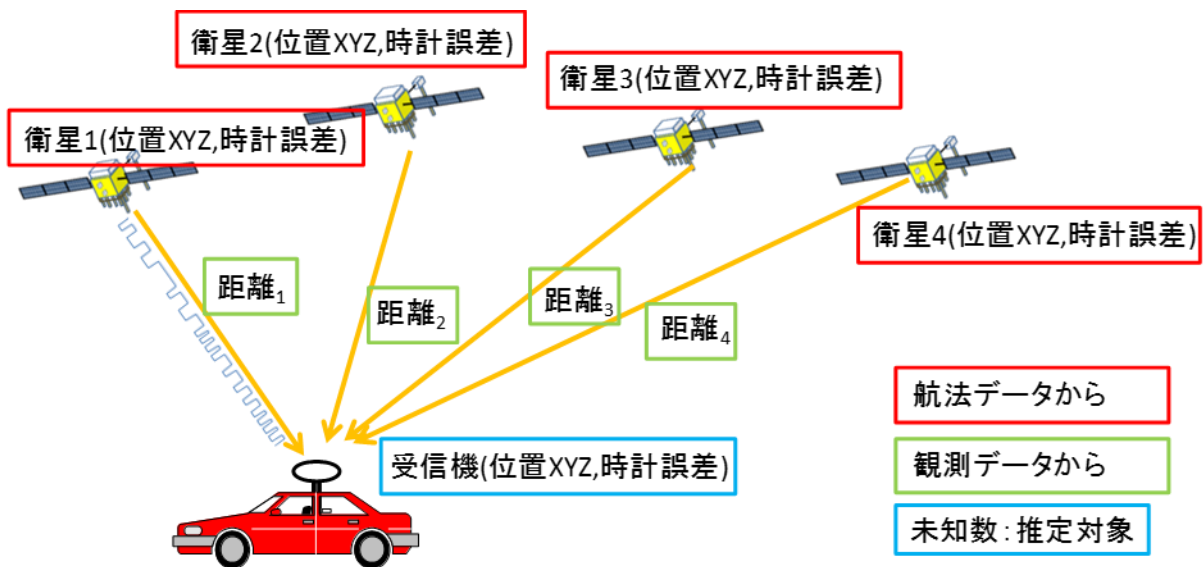 衛星2(位置XYZ,時計誤差)
衛星3(位置XYZ,時計誤差)
衛星1(位置XYZ,時計誤差)
衛星4(位置XYZ,時計誤差)
距離1
距離2
距離3
距離4
航法データから
受信機(位置XYZ,時計誤差)
観測データから
未知数:推定対象